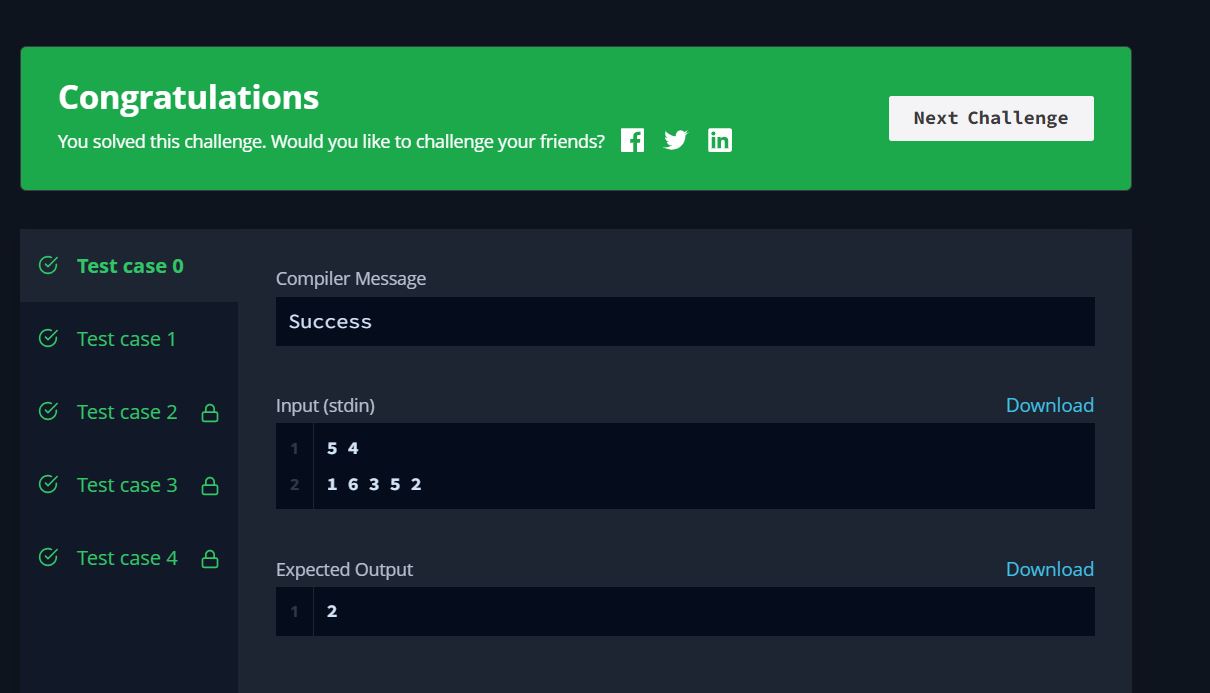 Congratulations
You solved this challenge. Would you like to challenge your friends?
Next Challenge
Test case 0
Test case 1
Test case 2
Test case 3
Test case 4
Compiler Message
Success
Input (stdin)
Download
1 5 4
2 1 6 3 5 2
Expected Output
Download
1 2